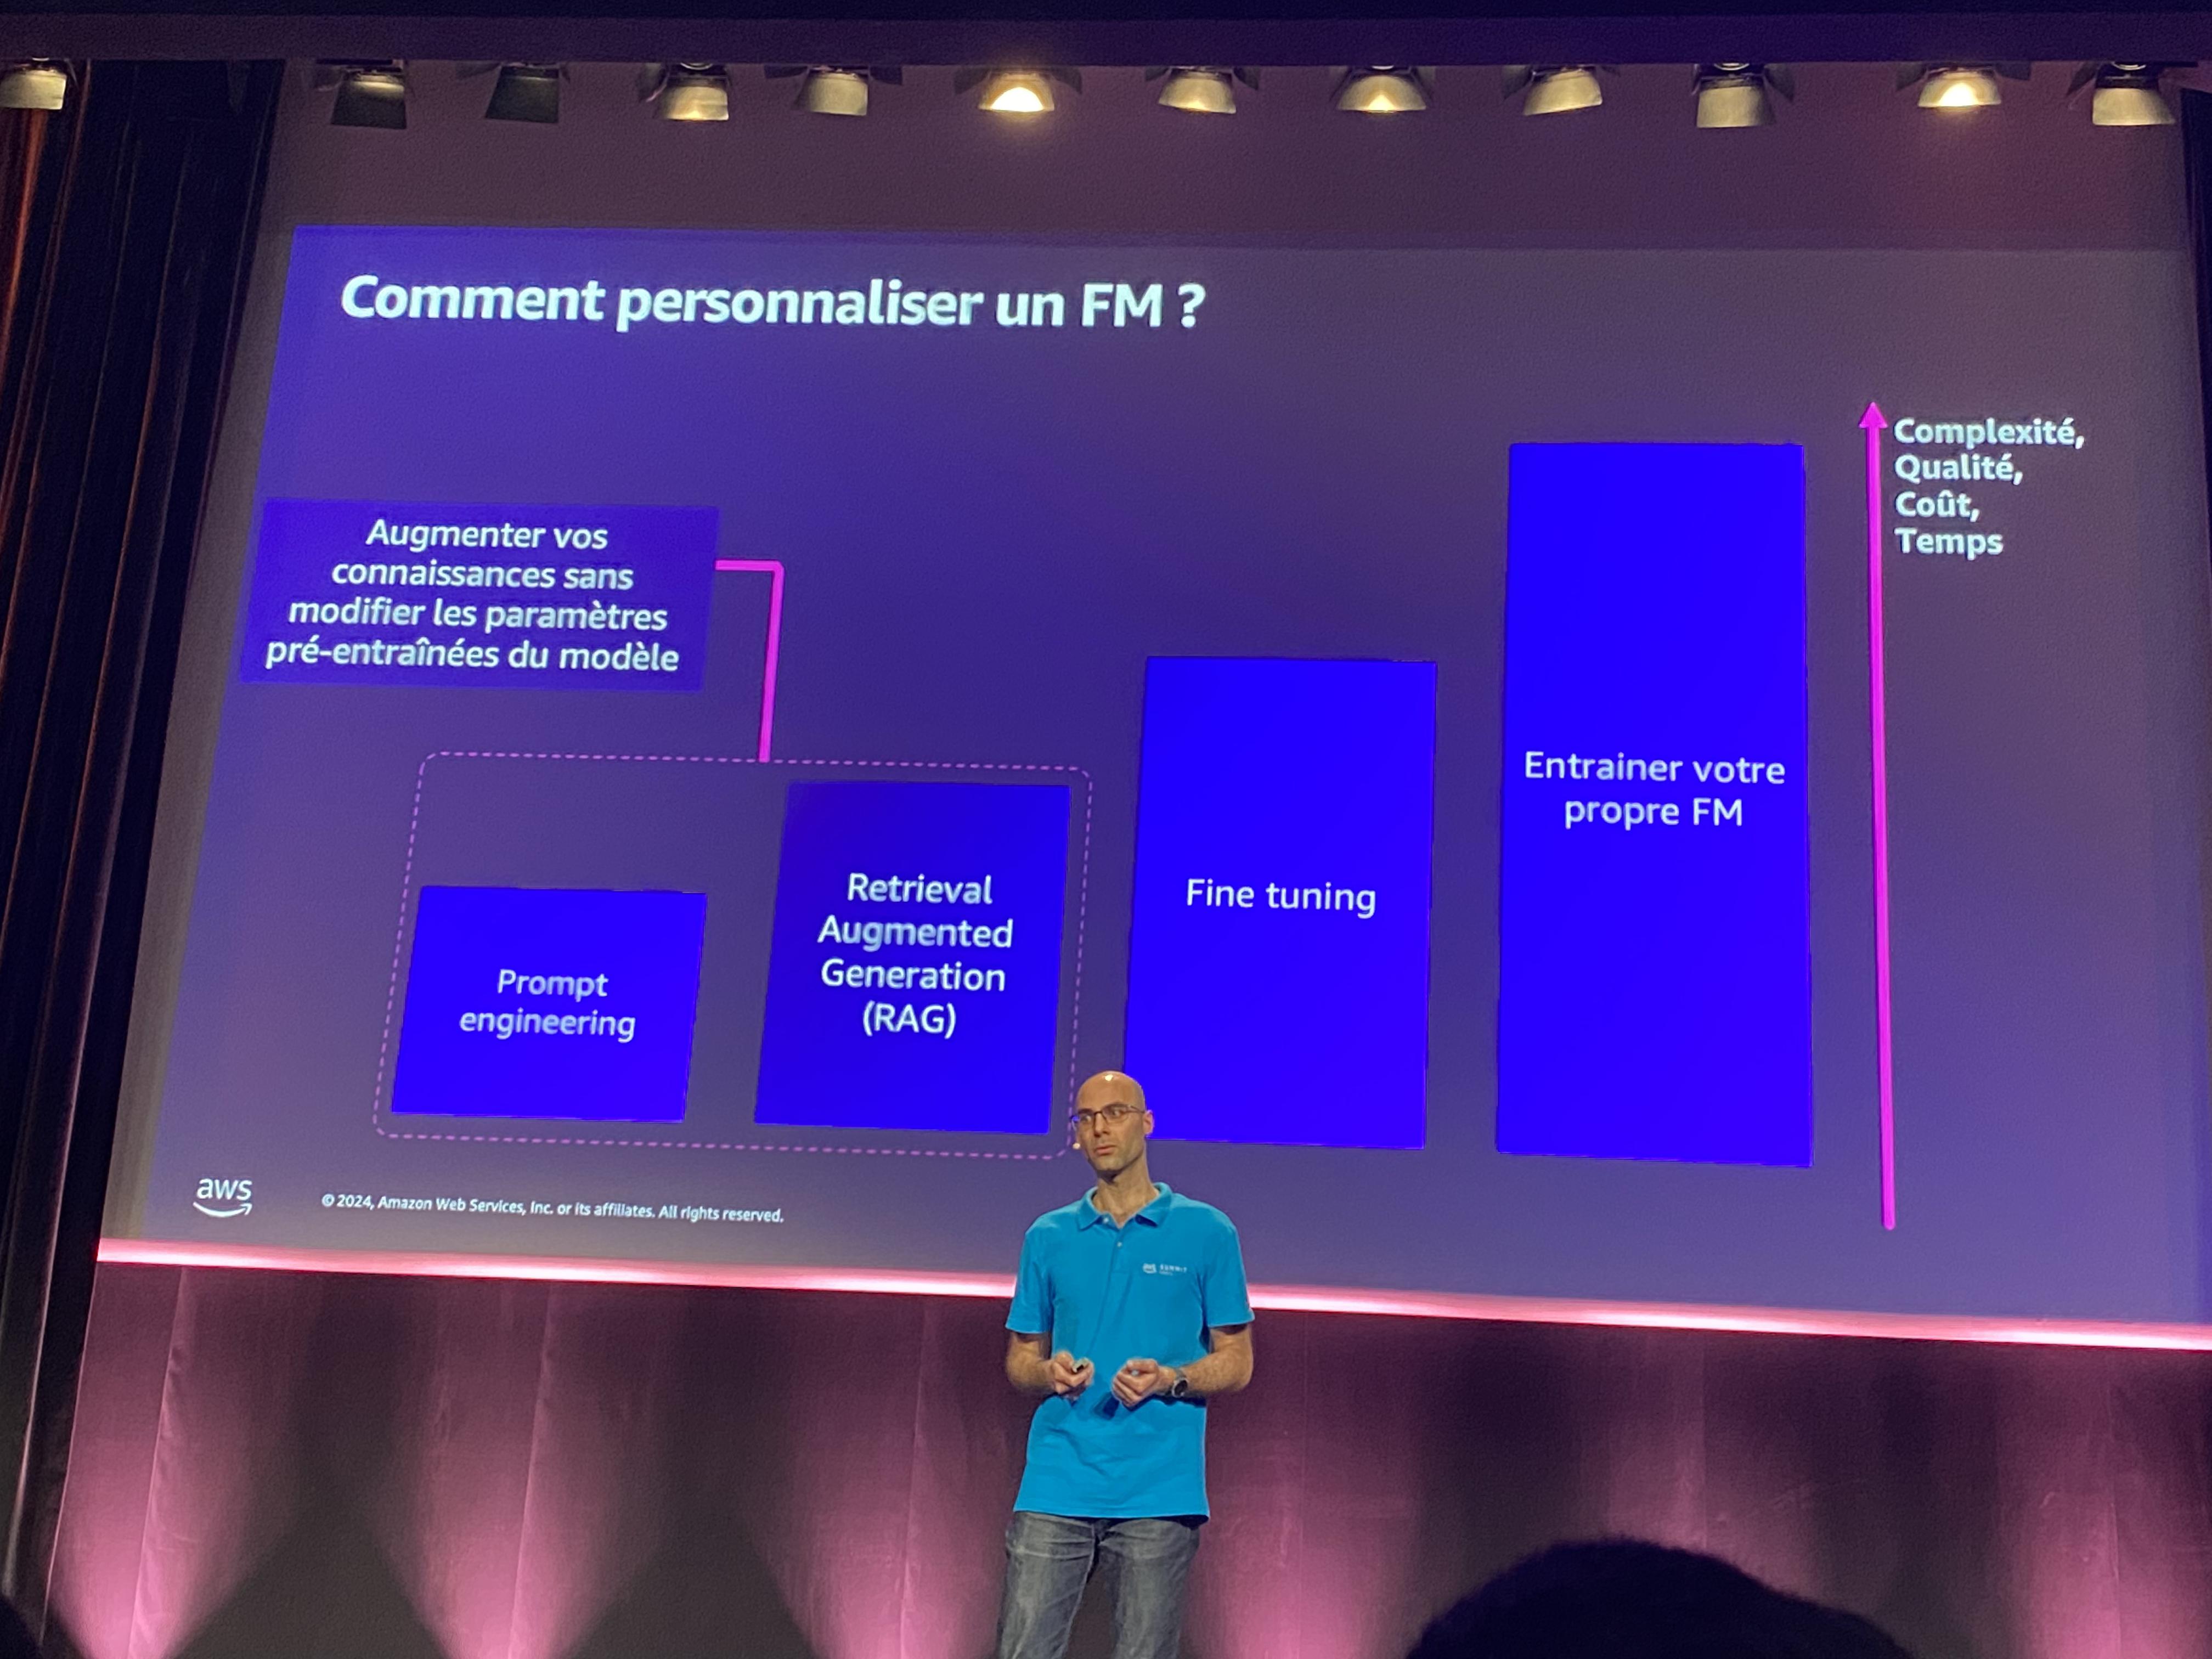 Comment personnaliser un FM ?
Complexité,
Qualité,
Coût,
Temps
Augmenter vos
connaissances sans
modifier les paramètres
pré-entraînées du modèle
Prompt
engineering
Retrieval
Augmented
Generation
(RAG)
Fine tuning
Entrainer votre
propre FM
aws
© 2024, Amazon Web Services, Inc. or its affiliates. All rights reserved.
aws SUMMIT